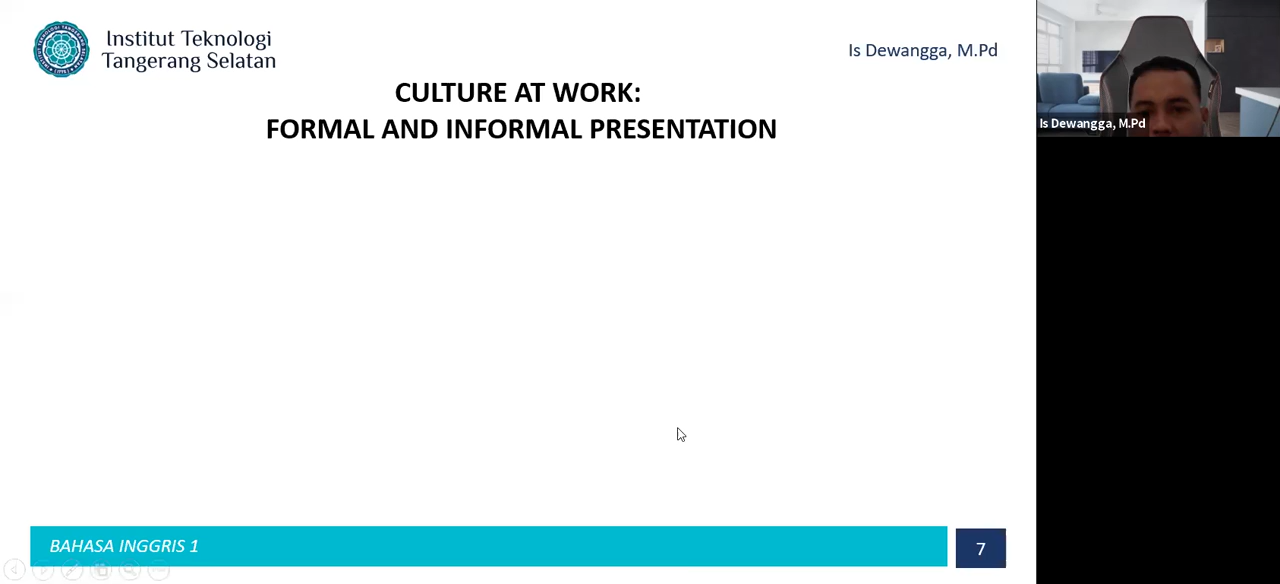 Institut Teknologi
Tangerang Selatan
Is Dewangga, M.Pd
CULTURE AT WORK:
FORMAL AND INFORMAL PRESENTATION
Is Dewangga, M.Pd
BAHASA INGGRIS 1
7